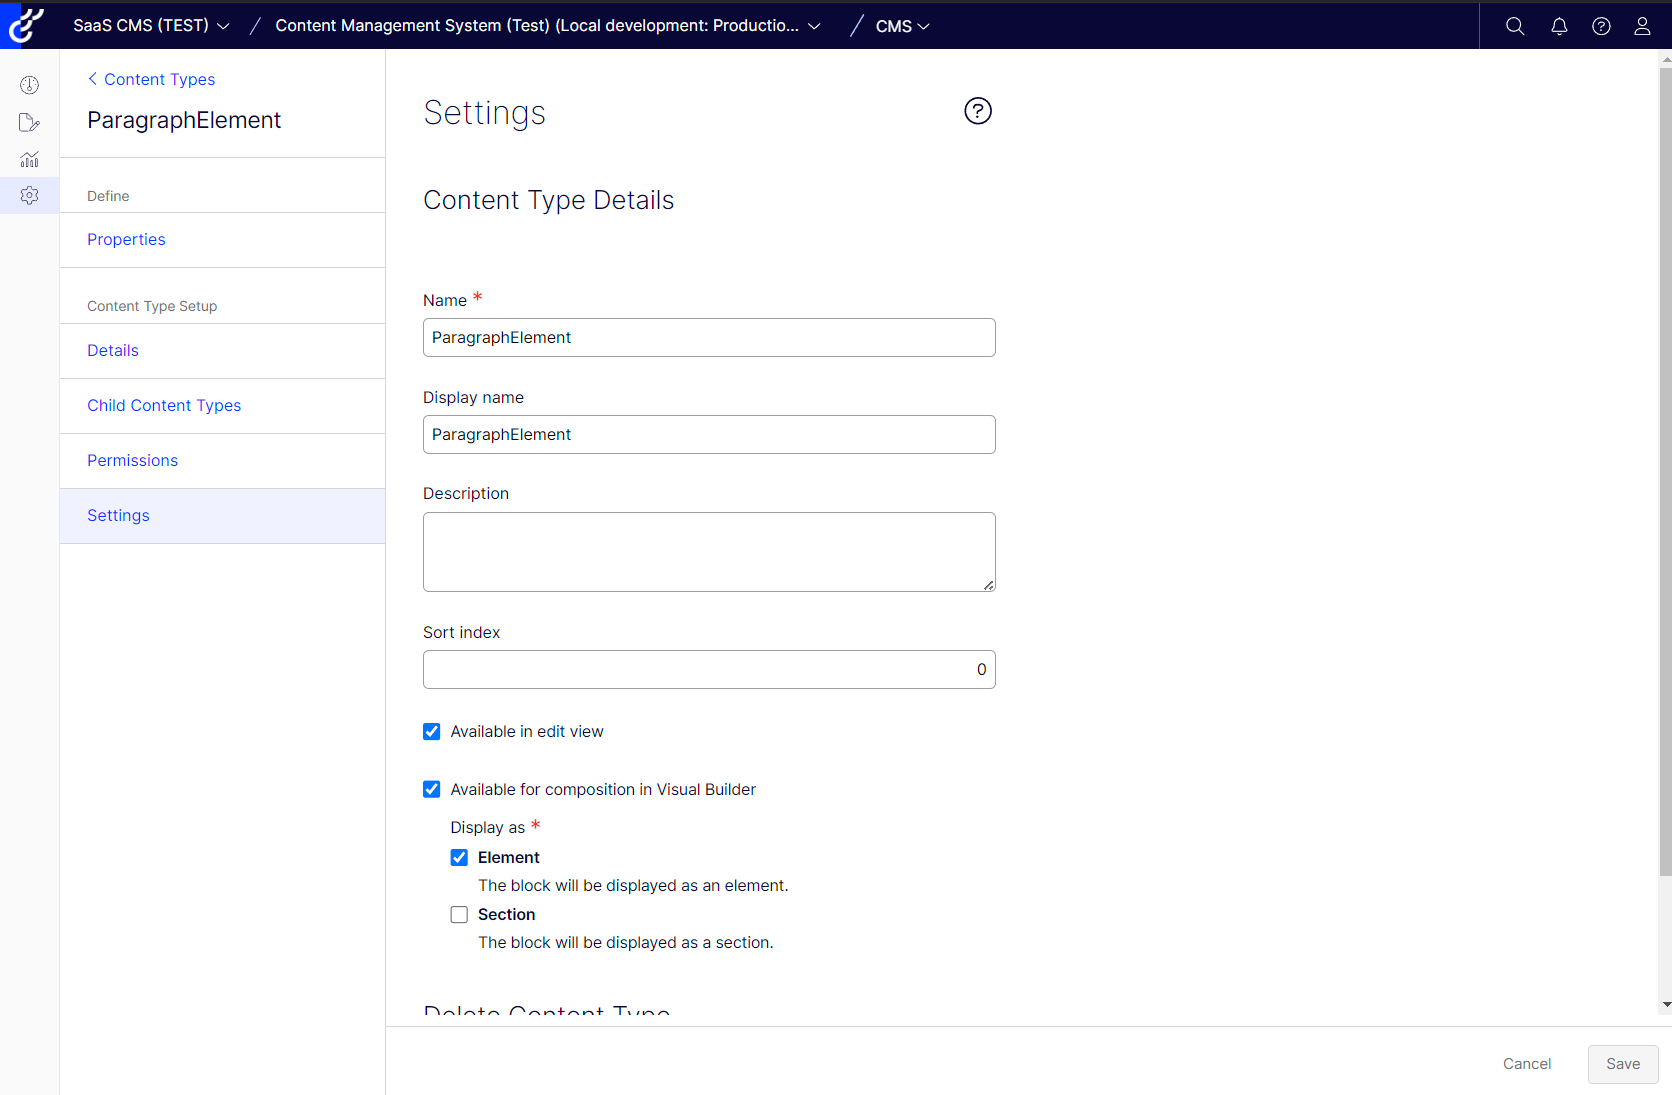 SaaS CMS (TEST) / Content Management System (Test) (Local development: Productio... / CMS
Content Types
ParagraphElement
Define
Properties
Content Type Setup
Details
Child Content Types
Permissions
Settings
Settings
Content Type Details
Name *
ParagraphElement
Display name
ParagraphElement
Description
Sort index
0
Available in edit view
Available for composition in Visual Builder
Display as *
Element
The block will be displayed as an element.
Section
The block will be displayed as a section.
Delete Content Type
Cancel
Save